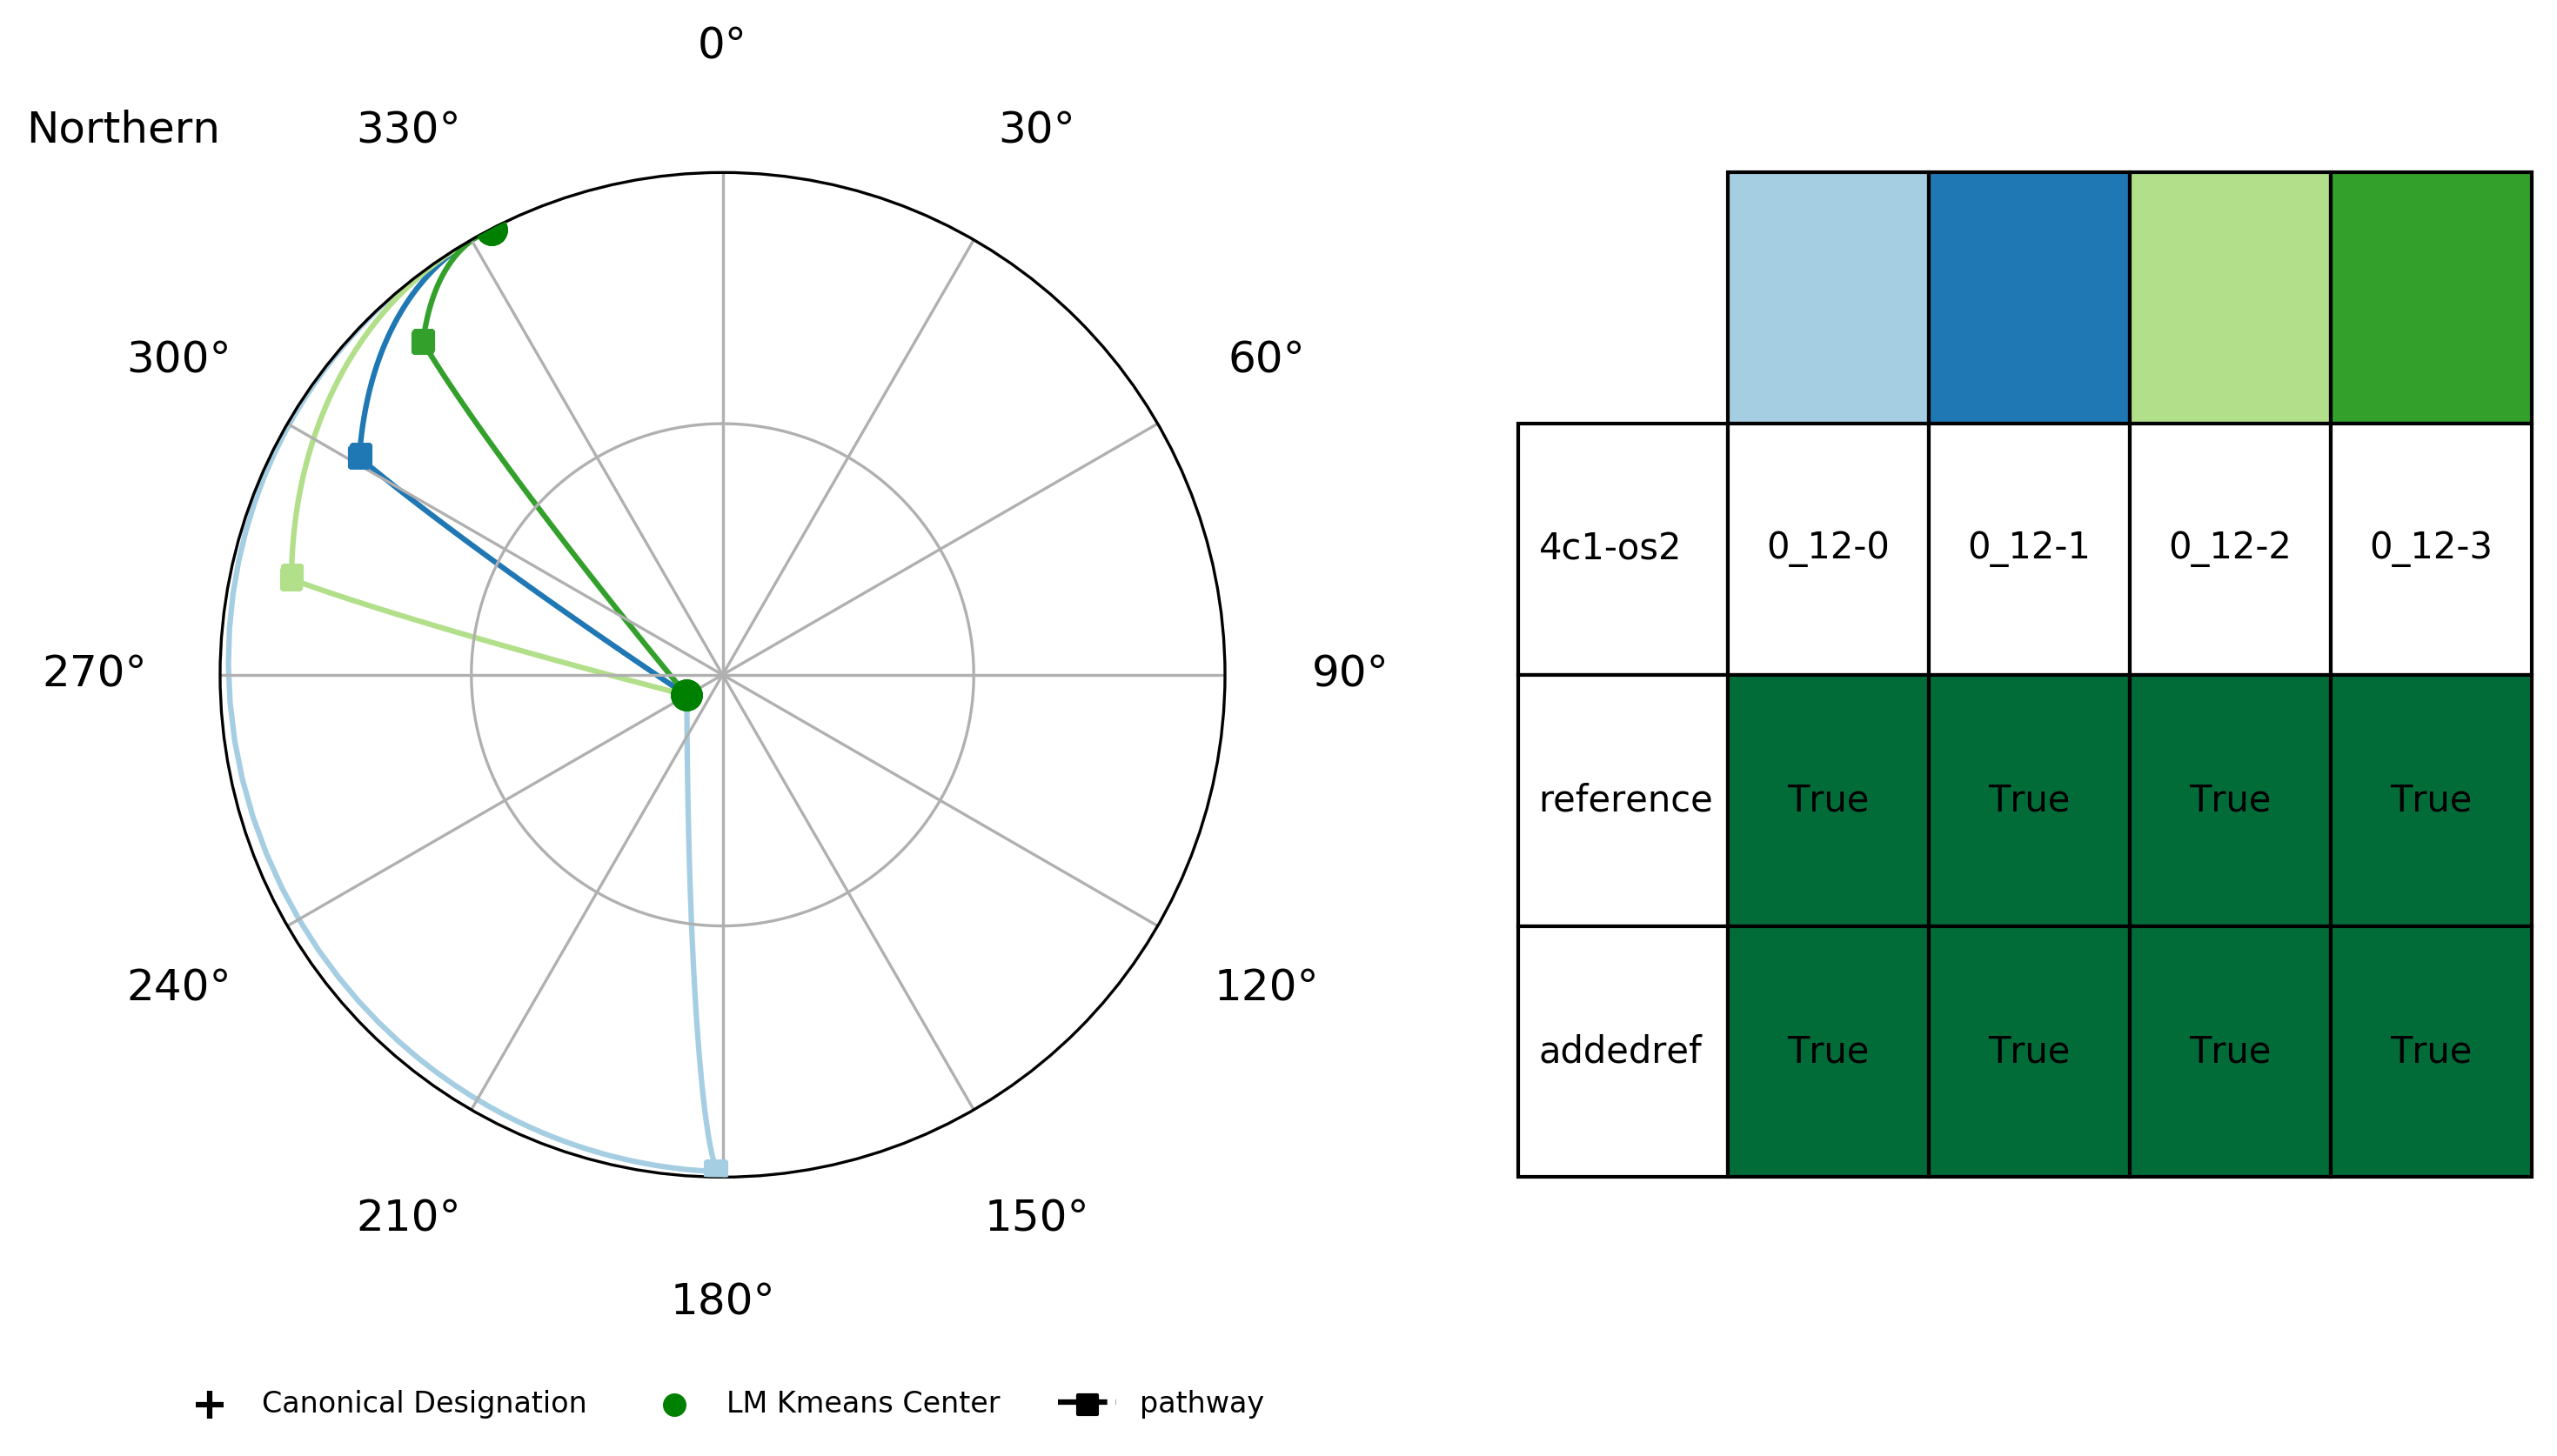 0°
Northern
330°
30°
300°
60°
270°
90°
240°
120°
210°
150°
180°
4c1-os2 0_12-0 0_12-1 0_12-2 0_12-3
reference True True True True
addedref True True True True
Canonical Designation LM Kmeans Center pathway